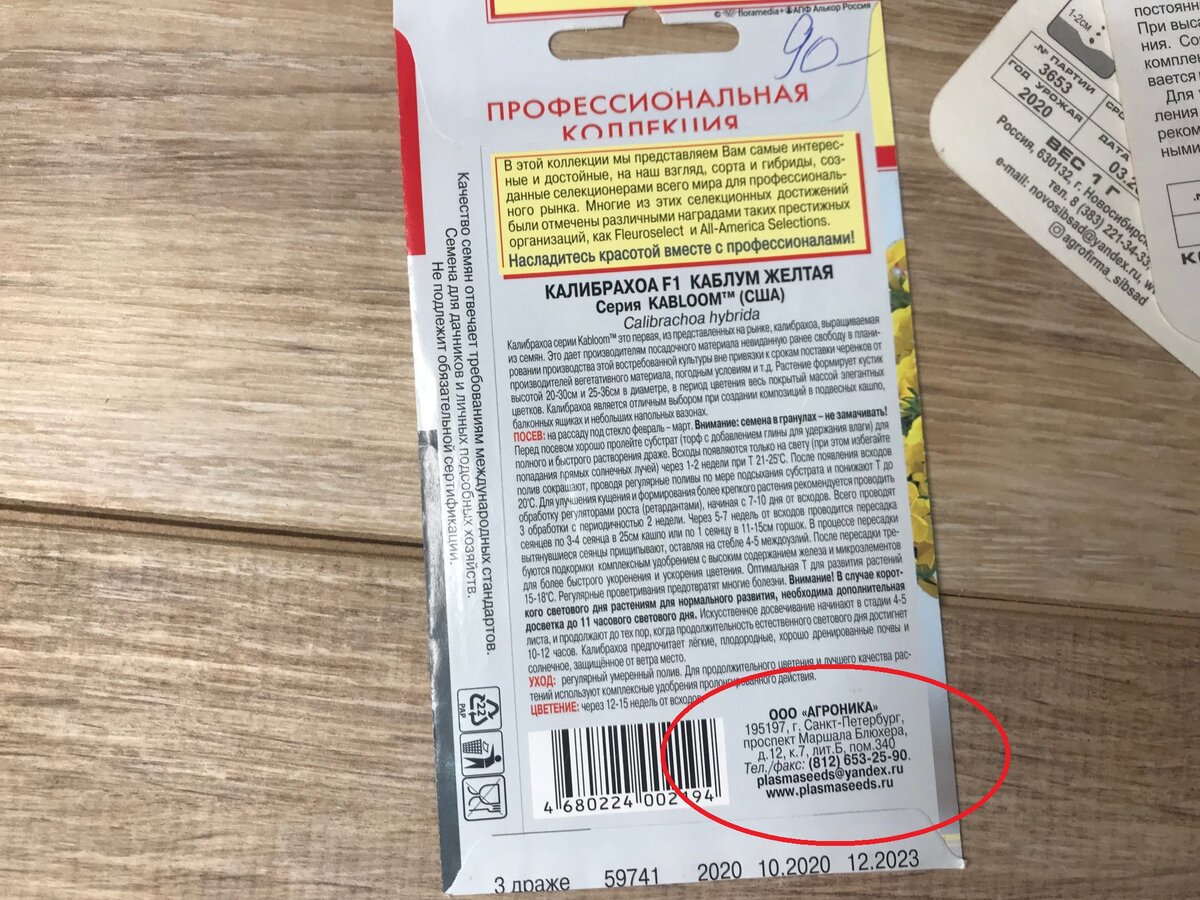 © floramedia + АПФ Алькор Россия
90-
ПРОФЕССИОНАЛЬНАЯ
КОЛЛЕКЦИЯ
В этой коллекции мы представляем Вам самые интерес-
ные и достойные, на наш взгляд, сорта и гибриды, соз-
данные селекционерами всего мира для профессиональ-
ного рынка. Многие из этих селекционных достижений
были отмечены различными наградами таких престижных
организаций, как Fleuroselect и All-America Selections.
Насладитесь красотой вместе с профессионалами!
КАЛИБРАХОА F1 КАБЛУМ ЖЕЛТАЯ
Серия KABLOOM™ (США)
Calibrachoa hybrida
Калибрахоа серии Kabloom™ это первая, из представленных на рынке, калибрахоа, выращиваемая
из семян. Это дает производителям посадочного материала невиданную ранее свободу в плани-
ровании производства этой востребованной культуры вне привязки к срокам поставки черенков от
производителей вегетативного материала, погодным условиям и т.д. Растение формирует кустик
высотой 20-30см и 25-36см в диаметре, в период цветения весь покрытый массой элегантных
цветков. Калибрахоа является отличным выбором при создании композиций в подвесных кашпо,
балконных ящиках и небольших напольных вазонах.
ПОСЕВ: на рассаду под стекло февраль – март. Внимание: семена в гранулах – не замачивать!
Перед посевом хорошо пролейте субстрат (торф с добавлением глины для удержания влаги) для
полного и быстрого растворения драже. Всходы появляются только на свету (при этом избегайте
попадания прямых солнечных лучей) через 1-2 недели при Т 21-25°С. После появления всходов
полив сокращают, проводя регулярные поливы по мере подсыхания субстрата и понижают Т до
20°С. Для улучшения кущения и формирования более крепкого растения рекомендуется проводить
обработку регуляторами роста (ретардантами), начиная с 7-10 дня от всходов. Всего проводят
3 обработки с периодичностью 2 недели. Через 5-7 недель от всходов проводится пересадка
сеянцев по 3-4 сеянца в 25см кашпо или по 1 сеянцу в 11-15см горшок. В процессе пересадки
вытянувшиеся сеянцы прищипывают, оставляя на стебле 4-5 междоузлий. После пересадки тре-
буются подкормки комплексным удобрением с высоким содержанием железа и микроэлементов
для более быстрого укоренения и ускорения цветения. Оптимальная Т для развития растений
15-18°С. Регулярные проветривания предотвратят многие болезни. Внимание! В случае корот-
кого светового дня растениям для нормального развития, необходима дополнительная
досветка до 11 часового светового дня. Искусственное досвечивание начинают в стадии 4-5
листа, и продолжают до тех пор, когда продолжительность естественного светового дня достигнет
10-12 часов. Калибрахоа предпочитает лёгкие, плодородные, хорошо дренированные почвы и
солнечное, защищённое от ветра место.
УХОД: регулярный умеренный полив. Для продолжительного цветения и лучшего качества рас-
тений используют комплексные удобрения пролонгированного действия.
ЦВЕТЕНИЕ: через 12-15 недель от всходов
ООО «АГРОНИКА»
195197, г. Санкт-Петербург,
проспект Маршала Блюхера,
д.12, к.7, лит.Б, пом.340
Тел./факс: (812) 653-25-90.
plasmaseeds@yandex.ru
www.plasmaseeds.ru
4 680224 002194
3 драже 59741 2020 10.2020 12.2023
Качество семян отвечает требованиям международных стандартов.
Семена для дачников и личных подсобных хозяйств.
Не подлежит обязательной сертификации.
22
PAP
1-2см
№ ПАРТИИ
3653
ГОД УРОЖАЯ
2020
ДАТА
ВЕС 1 Г
Россия, 630132, г. Новосибирск,
тел. 8 (383) 221-34-33
e-mail: novosibsad@yandex.ru,
agrofirma_sibsad
При
ния.
вается
Для
ления
ными